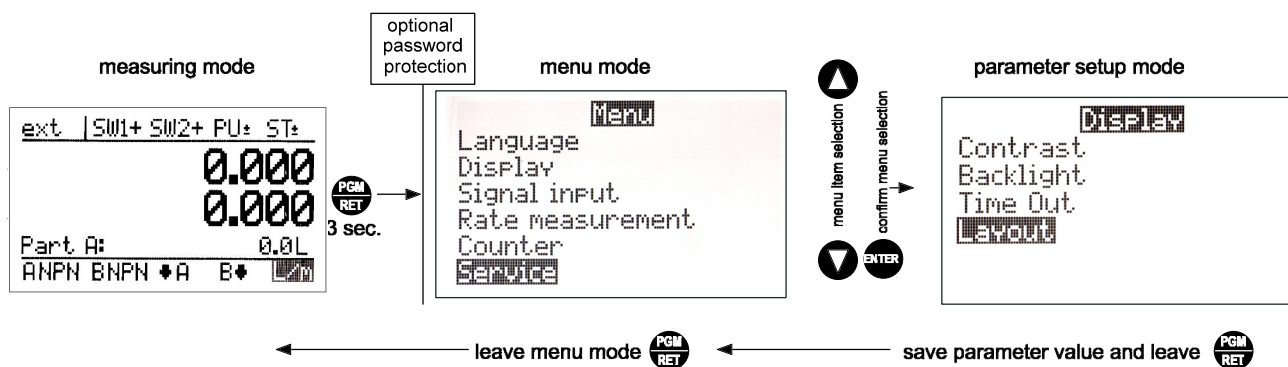 optional
password
protection
measuring mode
menu mode
parameter setup mode
ext SW1+ SW2+ PU± ST±
0.000
0.000
Part A: 0.0L
ANPN BNPN ♦A B♦ L/m
PGM
RET
3 sec.
Menu
Language
Display
Signal input
Rate measurement
Counter
Service
menu item selection
confirm menu selection
ENTER
Display
Contrast
Backlight
Time Out
Layout
leave menu mode PGM
RET
save parameter value and leave PGM
RET